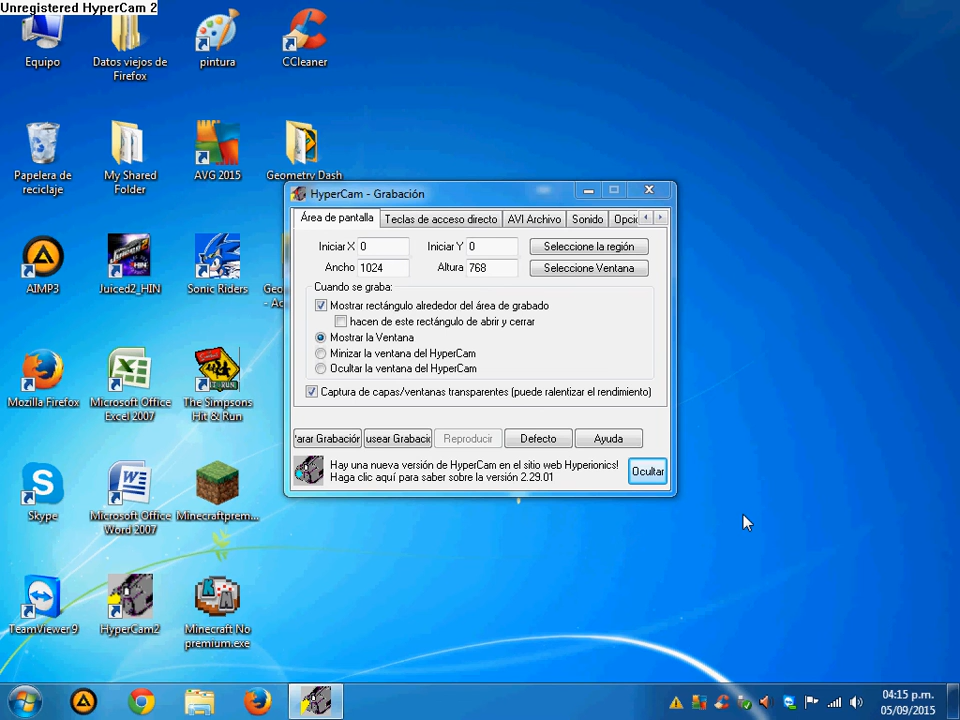 Unregistered HyperCam 2
Equipo
Datos viejos de
Firefox
pintura
CCleaner
Papelera de
reciclaje
My Shared
Folder
AVG 2015
Geometry Dash
AIMP3
Juiced2_HIN
Sonic Riders
Mozilla Firefox
Microsoft Office
Excel 2007
The Simpsons
Hit & Run
Skype
Microsoft Office
Word 2007
Minecraftprem...
TeamViewer 9
HyperCam2
Minecraft No
premium.exe
HyperCam - Grabación
Área de pantalla
Teclas de acceso directo
AVI Archivo
Sonido
Opci
Iniciar X 0
Iniciar Y 0
Seleccione la región
Ancho 1024
Altura 768
Seleccione Ventana
Cuando se graba:
Mostrar rectángulo alrededor del área de grabado
hacen de este rectángulo de abrir y cerrar
Mostrar la Ventana
Minizar la ventana del HyperCam
Ocultar la ventana del HyperCam
Captura de capas/ventanas transparentes (puede ralentizar el rendimiento)
arar Grabación
usear Grabació
Reproducir
Defecto
Ayuda
Hay una nueva versión de HyperCam en el sitio web Hyperionics!
Haga clic aquí para saber sobre la versión 2.29.01
Ocultar
04:15 p.m.
05/09/2015